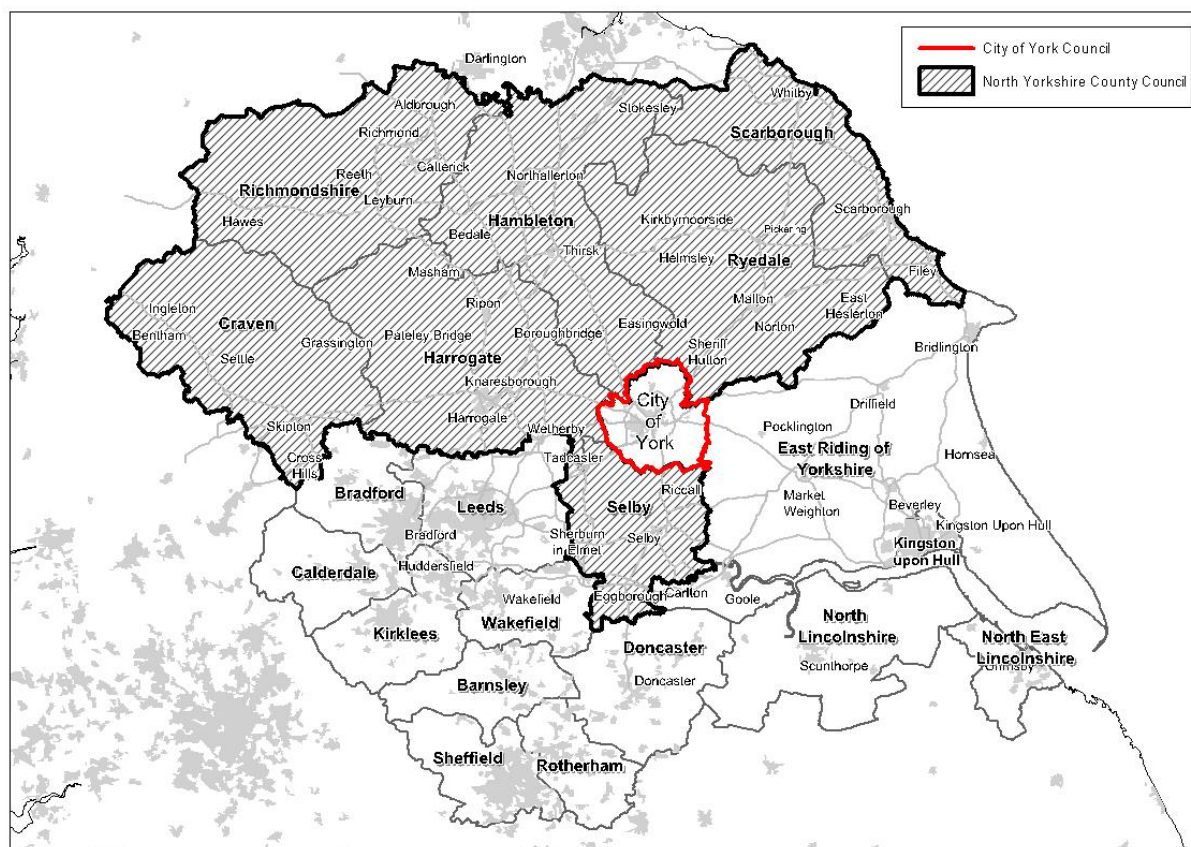 City of York Council
North Yorkshire County Council
Darlington
Aldbrough
Stokesley
Whitby
Richmond
Scarborough
Catterick
Reeth
Northallerton
Richmondshire
Leyburn
Scarborough
Hawes
Hambleton
Kirkbymoorside
Bedale
Pickering
Thirsk
Helmsley
Ryedale
Masham
Filey
Ingleton
Ripon
Malton
East
Heslerton
Bentham
Craven
Pateley Bridge
Boroughbridge
Easingwold
Norton
Settle
Grassington
Harrogate
Sheriff
Hutton
Bridlington
Knaresborough
City
of
York
Driffield
Harrogate
Skipton
Wetherby
Pocklington
Cross
Hills
Tadcaster
East Riding of
Yorkshire
Hornsea
Bradford
Leeds
Riccall
Market
Weighton
Beverley
Selby
Bradford
Sherburn
in Elmet
Selby
Kingston Upon Hull
Kingston
upon Hull
Calderdale
Huddersfield
Wakefield
Eggborough
Carlton
Goole
Kirklees
Wakefield
North
Lincolnshire
Doncaster
North East
Lincolnshire
Scunthorpe
Grimsby
Barnsley
Doncaster
Sheffield
Rotherham